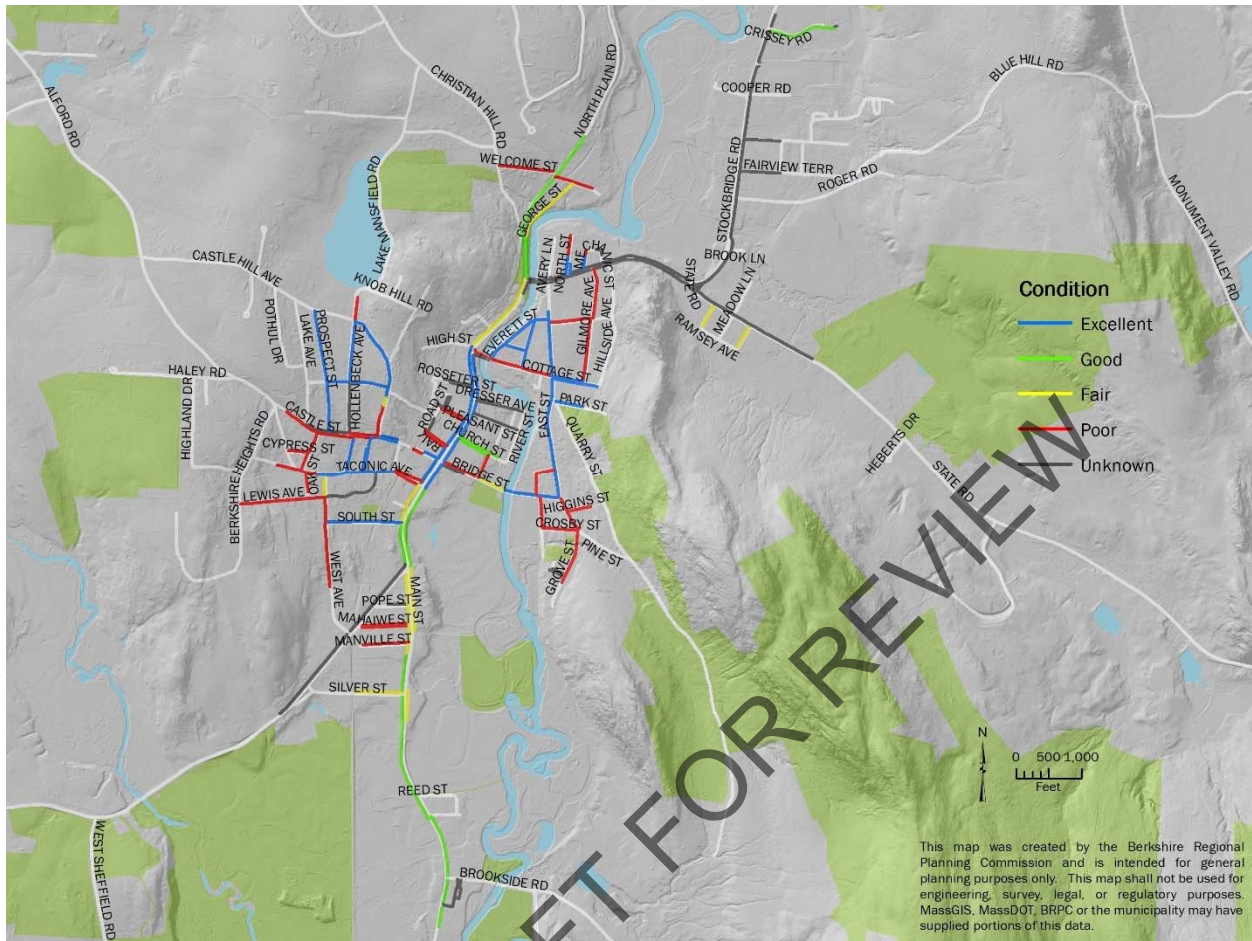 CRISSEY RD
BLUE HILL RD
CHRISTIAN HILL RD
NORTH PLAIN RD
COOPER RD
ALFORD RD
WELCOME ST
STOCKBRIDGE RD
FAIRVIEW TERR
ROGER RD
MONUMENT VALLEY RD
LAKE MANSFIELD RD
GEORGE ST
CASTLE HILL AVE
KNOB HILL RD
AVERY LN
NORTH ST
MECHANIC ST
BROOK LN
STATE RD
MEADOW LN
RAMSEY AVE
Condition
Excellent
Good
Fair
Poor
Unknown
POTHUL DR
LAKE AVE
PROSPECT ST
HOLLENBECK AVE
HIGH ST
EVERETT ST
GILMORE AVE
HILLSIDE AVE
COTTAGE ST
HALEY RD
HIGHLAND DR
ROSSETER ST
DRESSER AVE
PARK ST
EAST ST
CASTLE ST
RAILROAD ST
PLEASANT ST
CHURCH ST
RIVER ST
QUARRY ST
BERKSHIRE HEIGHTS RD
CYPRESS ST
OAK ST
TACONIC AVE
BRIDGE ST
HEBERTS DR
STATE RD
LEWIS AVE
SOUTH ST
HIGGINS ST
CROSBY ST
PINE ST
GROVE ST
WEST AVE
MAIN ST
POPE ST
MAHAIWE ST
MANVILLE ST
SILVER ST
REED ST
BROOKSIDE RD
WEST SHEFFIELD RD
ET FOR REVIEW
N
0 500 1,000
Feet
This map was created by the Berkshire Regional
Planning Commission and is intended for general
planning purposes only. This map shall not be used for
engineering, survey, legal, or regulatory purposes.
MassGIS, MassDOT, BRPC or the municipality may have
supplied portions of this data.